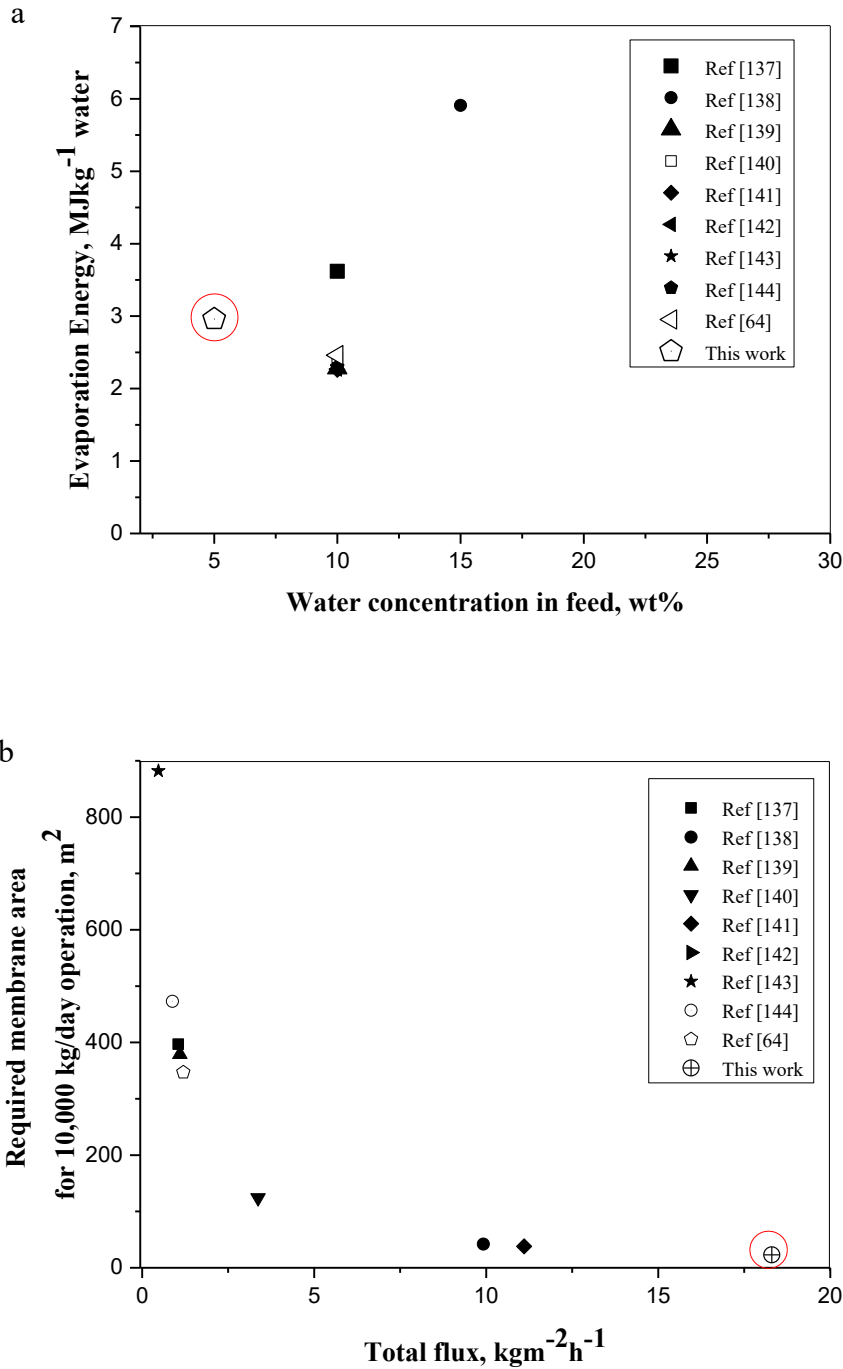 a
7
6
5
4
3
2
1
0
Evaporation Energy, MJkg-1 water
5
10
15
20
25
30
Water concentration in feed, wt%
Ref [137]
Ref [138]
Ref [139]
Ref [140]
Ref [141]
Ref [142]
Ref [143]
Ref [144]
Ref [64]
This work
b
800
600
400
200
0
Required membrane area
for 10,000 kg/day operation, m2
0
5
10
15
20
Total flux, kgm-2h-1
Ref [137]
Ref [138]
Ref [139]
Ref [140]
Ref [141]
Ref [142]
Ref [143]
Ref [144]
Ref [64]
This work